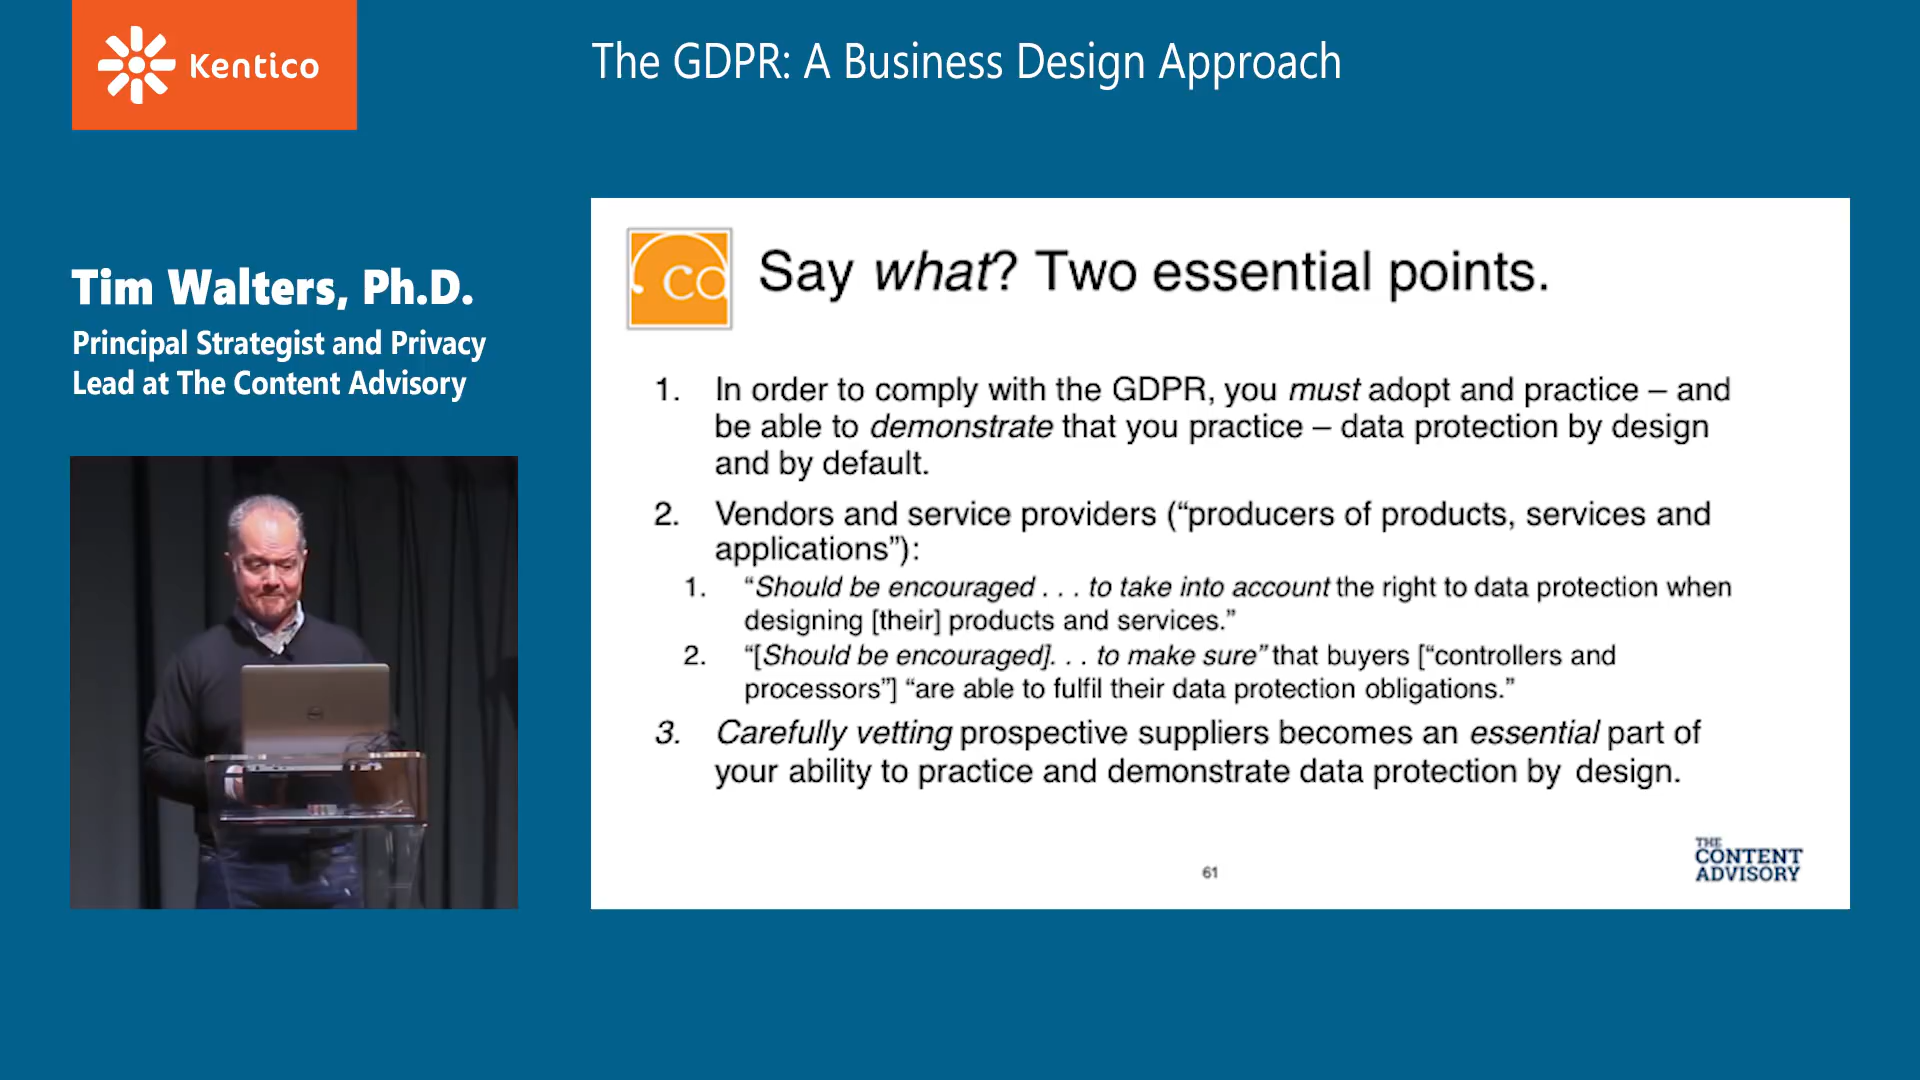 Kentico
The GDPR: A Business Design Approach
Tim Walters, Ph.D.
Principal Strategist and Privacy
Lead at The Content Advisory
ca
Say what? Two essential points.
1. In order to comply with the GDPR, you must adopt and practice – and
be able to demonstrate that you practice – data protection by design
and by default.
2. Vendors and service providers (“producers of products, services and
applications”):
1. “Should be encouraged . . . to take into account the right to data protection when
designing [their] products and services.”
2. “[Should be encouraged]. . . to make sure” that buyers [“controllers and
processors”] “are able to fulfil their data protection obligations.”
3. Carefully vetting prospective suppliers becomes an essential part of
your ability to practice and demonstrate data protection by design.
61
THE
CONTENT
ADVISORY